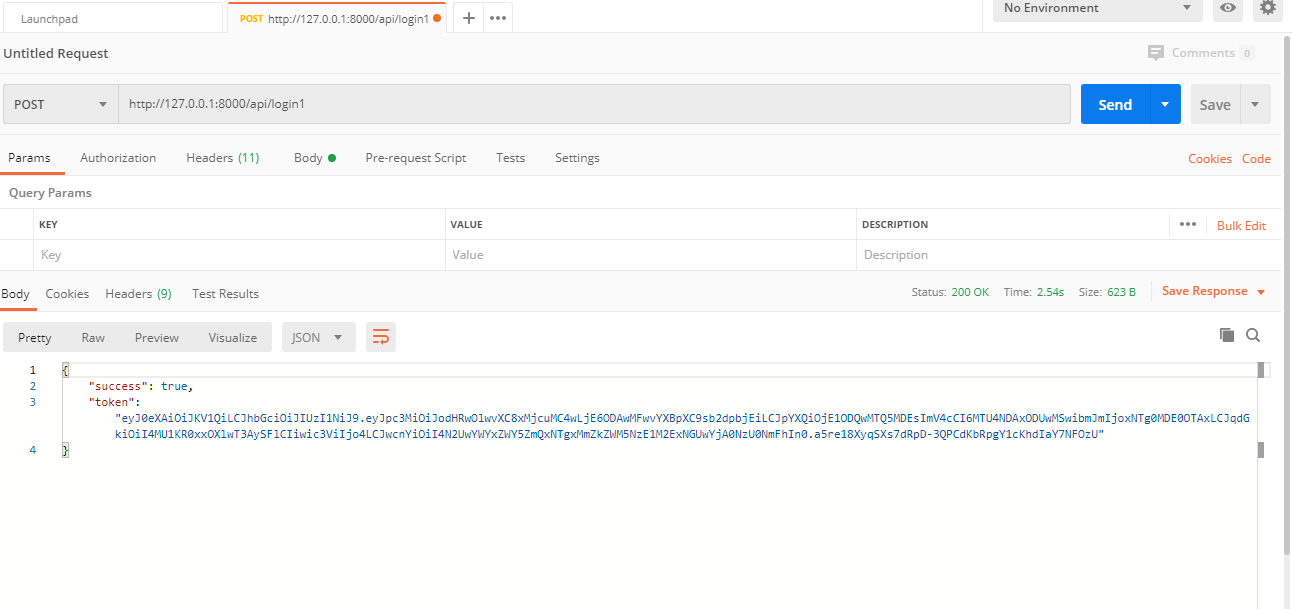 Launchpad
POST http://127.0.0.1:8000/api/login1
No Environment
Untitled Request
Comments 0
POST http://127.0.0.1:8000/api/login1
Send
Save
Params Authorization Headers (11) Body Pre-request Script Tests Settings
Cookies Code
Query Params
KEY VALUE DESCRIPTION
Bulk Edit
Key Value Description
Body Cookies Headers (9) Test Results
Status: 200 OK Time: 2.54s Size: 623 B
Save Response
Pretty Raw Preview Visualize JSON
1 {
2 "success": true,
3 "token":
"eyJ0eXAiOiJKV1QiLCJhbGciOiJIUzI1NiJ9.eyJpc3MiOiJodHRwOlwvXC8xMjcuMC4wLjE6ODAwMFwvYXBpXC9sb2dpbjEiLCJpYXQiOjE1ODQwMTQ5MDEsImV4cCI6MTU4NDAxODUwMSwibmJmIjoxNTg0MDE0OTAxLCJqdG
kiOiI4MU1KR0xxOXlwT3AySFlCIiwic3ViIjo4LCJwcnYiOiI4N2UwYWYxZWY5ZmQxNTgxMmZkZWM5NzE1M2ExNGUwYjA0NzU0NmFhIn0.a5re18XyqSXs7dRpD-3QPCdKbRpgY1cKhdIaY7NFOzU"
4 }